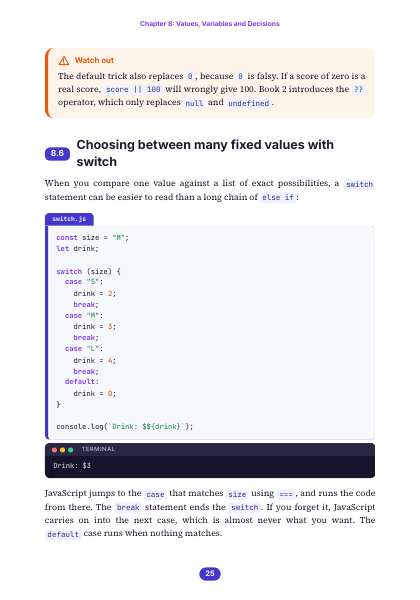 Chapter 8: Values, Variables and Decisions
Watch out
The default trick also replaces 0, because 0 is falsy. If a score of zero is a
real score, score || 100 will wrongly give 100. Book 2 introduces the ??
operator, which only replaces null and undefined.
8.6 Choosing between many fixed values with
switch
When you compare one value against a list of exact possibilities, a switch
statement can be easier to read than a long chain of else if:
switch.js
const size = "M";
let drink;
switch (size) {
  case "S":
    drink = 2;
    break;
  case "M":
    drink = 3;
    break;
  case "L":
    drink = 4;
    break;
  default:
    drink = 0;
}
console.log(`Drink: $${drink}`);
TERMINAL
Drink: $3
JavaScript jumps to the case that matches size using ===, and runs the code
from there. The break statement ends the switch. If you forget it, JavaScript
carries on into the next case, which is almost never what you want. The
default case runs when nothing matches.
25